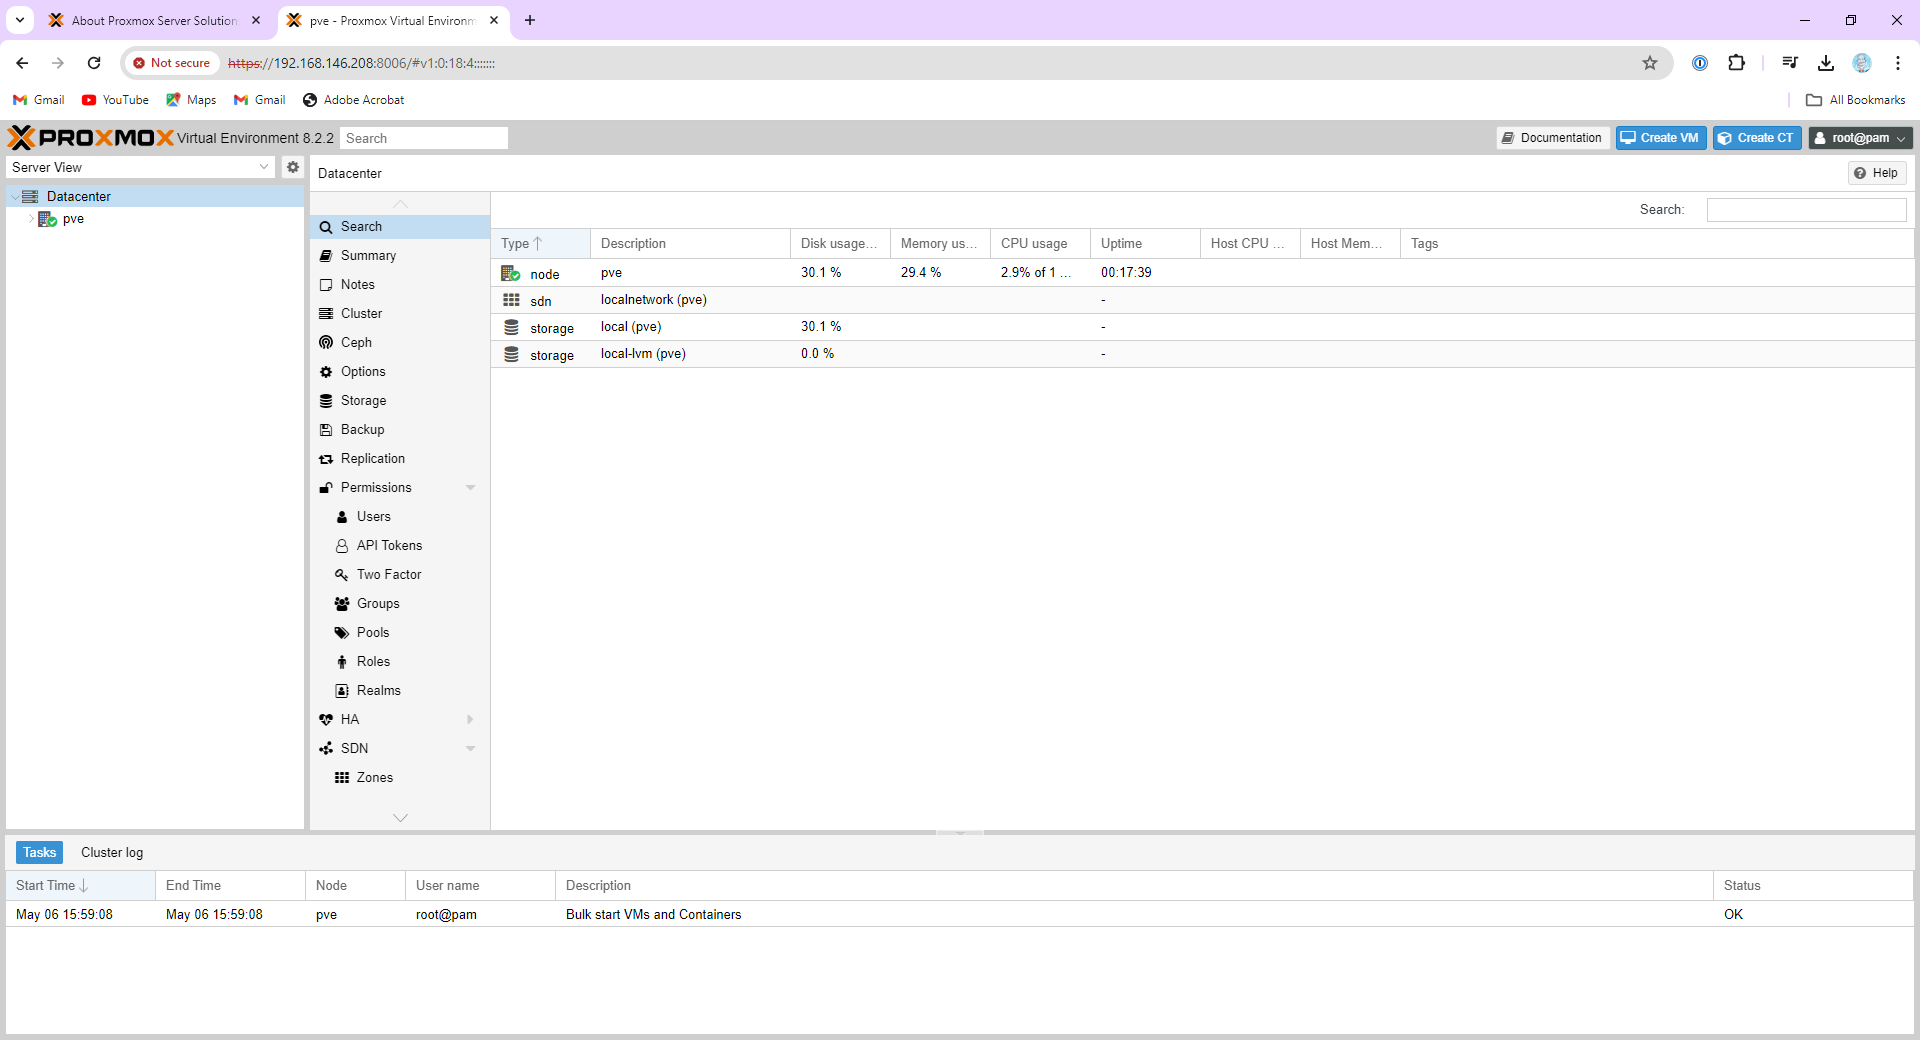 About Proxmox Server Solution
pve - Proxmox Virtual Environm
Not secure
https://192.168.146.208:8006/#v1:0:18:4:::::::
Gmail
YouTube
Maps
Gmail
Adobe Acrobat
All Bookmarks
PROXMOX Virtual Environment 8.2.2
Search
Documentation
Create VM
Create CT
root@pam
Server View
Datacenter
pve
Datacenter
Help
Search
Summary
Notes
Cluster
Ceph
Options
Storage
Backup
Replication
Permissions
Users
API Tokens
Two Factor
Groups
Pools
Roles
Realms
HA
SDN
Zones
Search:
Type Description Disk usage... Memory us... CPU usage Uptime Host CPU ... Host Mem... Tags
node pve 30.1 % 29.4 % 2.9% of 1 ... 00:17:39
sdn localnetwork (pve) -
storage local (pve) 30.1 % -
storage local-lvm (pve) 0.0 % -
Tasks
Cluster log
Start Time End Time Node User name Description Status
May 06 15:59:08 May 06 15:59:08 pve root@pam Bulk start VMs and Containers OK